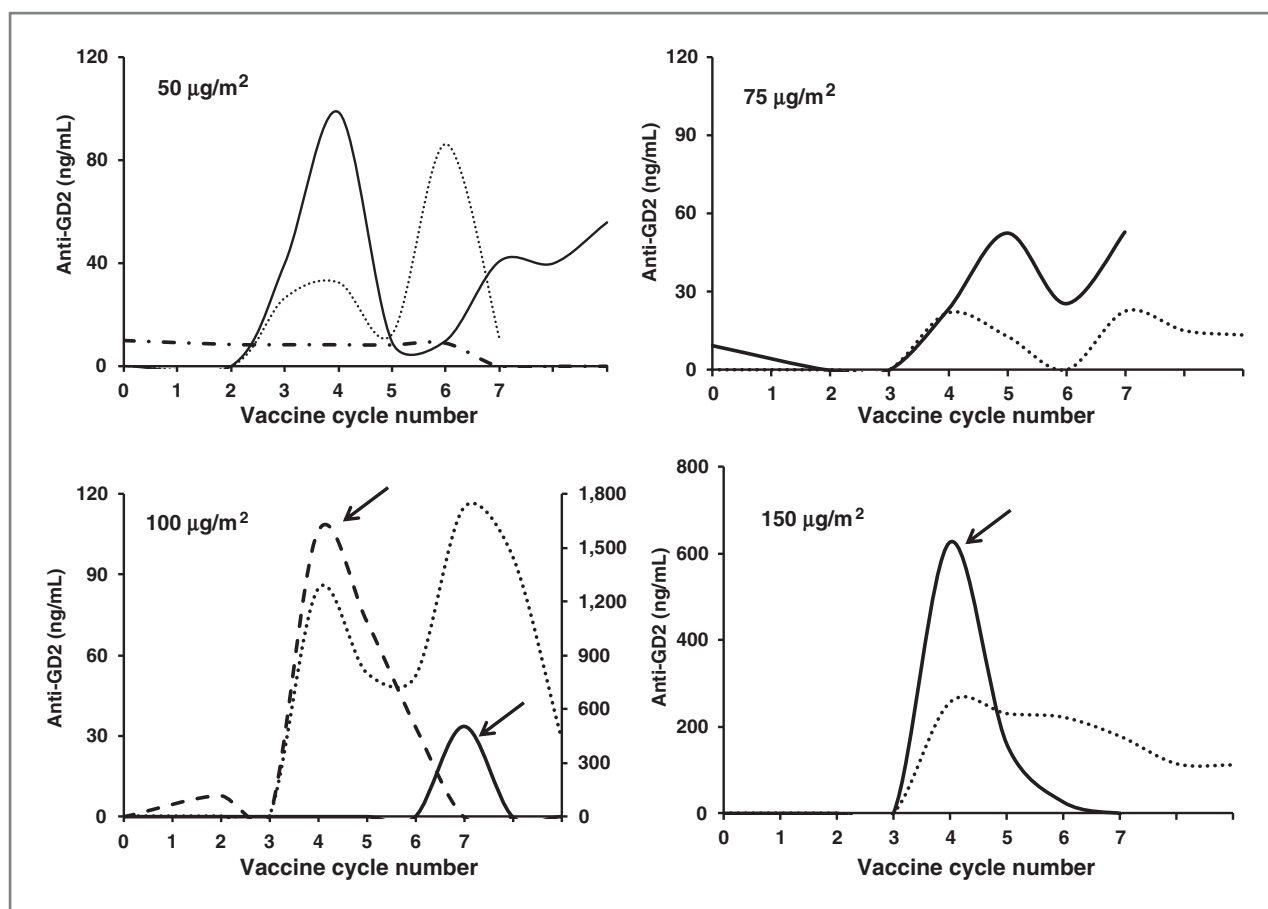 50 μg/m²
Anti-GD2 (ng/mL)
120
80
40
0
0 1 2 3 4 5 6 7
Vaccine cycle number
75 μg/m²
Anti-GD2 (ng/mL)
120
90
60
30
0
0 1 2 3 4 5 6 7
Vaccine cycle number
100 μg/m²
Anti-GD2 (ng/mL)
120
90
60
30
0
1,800
1,500
1,200
900
600
300
0
0 1 2 3 4 5 6 7
Vaccine cycle number
150 μg/m²
Anti-GD2 (ng/mL)
800
600
400
200
0
0 1 2 3 4 5 6 7
Vaccine cycle number